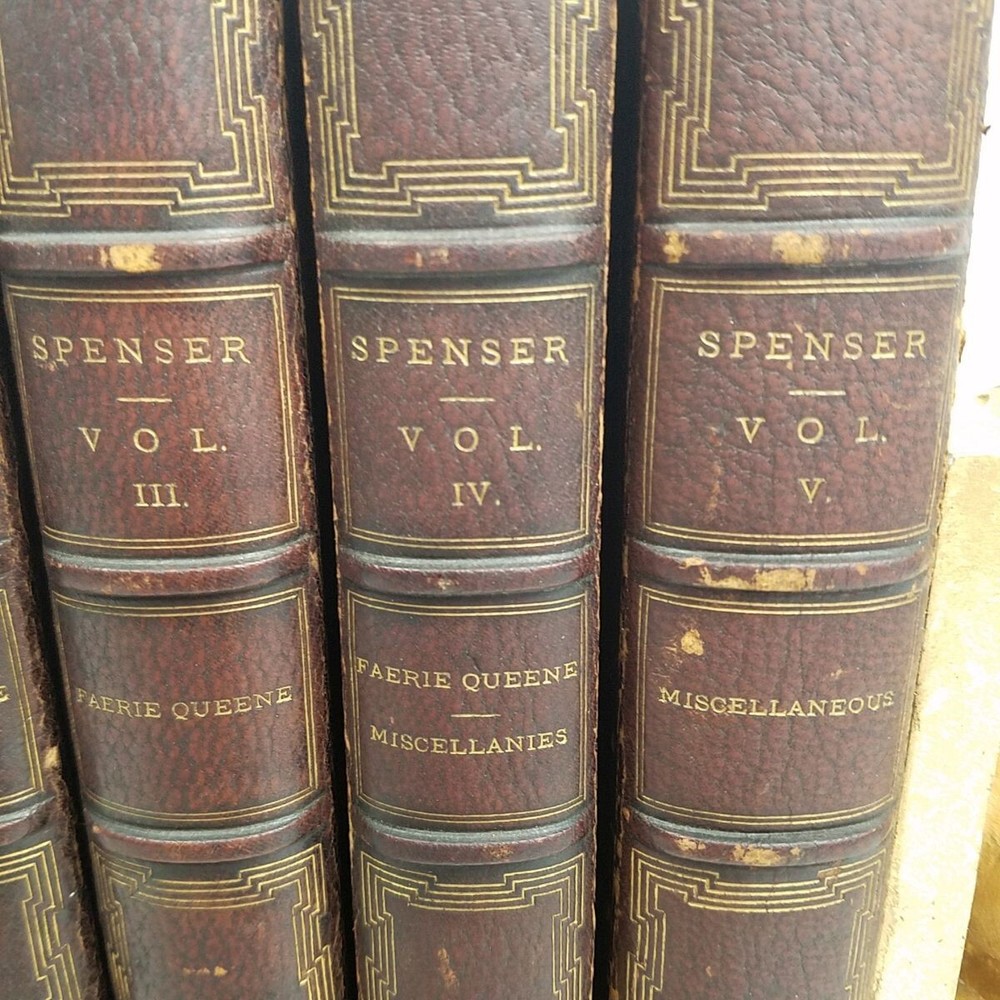 SPENSER
VOL.
III.
FAERIE QUEENE
SPENSER
VOL.
IV.
FAERIE QUEENE
MISCELLANIES
SPENSER
VOL.
V.
MISCELLANEOUS